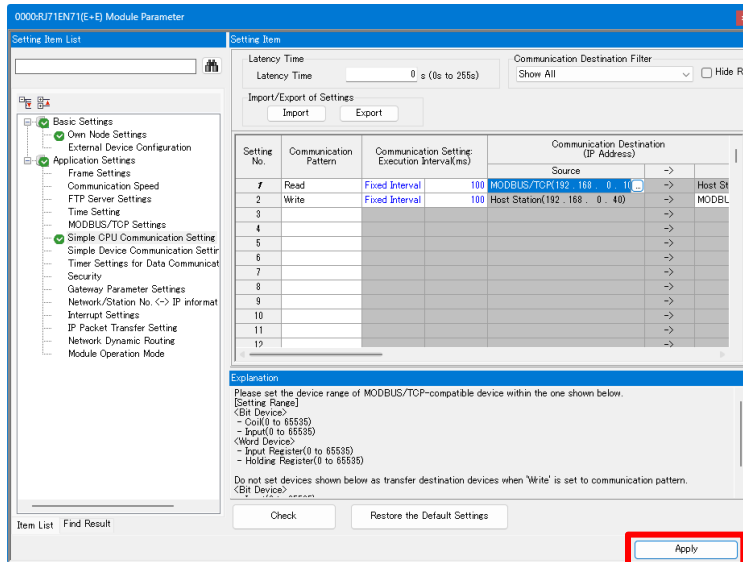 0000:RJ71EN71(E+E) Module Parameter
Setting Item List
Setting Item
Latency Time
Latency Time 0 s (0s to 255s)
Communication Destination Filter
Show All
Hide R
Import/Export of Settings
Import Export
Basic Settings
Own Node Settings
External Device Configuration
Application Settings
Frame Settings
Communication Speed
FTP Server Settings
Time Setting
MODBUS/TCP Settings
Simple CPU Communication Setting
Simple Device Communication Settin
Timer Settings for Data Communicat
Security
Gateway Parameter Settings
Network/Station No. <-> IP informat
Interrupt Settings
IP Packet Transfer Setting
Network Dynamic Routing
Module Operation Mode
Item List Find Result
Setting No. Communication Pattern Communication Setting: Execution Interval(ms) Communication Destination (IP Address)
Source ->
1 Read Fixed Interval 100 MODBUS/TCP(192 . 168 . 0 . 10 ... -> Host St
2 Write Fixed Interval 100 Host Station(192 . 168 . 0 . 40) -> MODBL
3 ->
4 ->
5 ->
6 ->
7 ->
8 ->
9 ->
10 ->
11 ->
12 ->
Explanation
Please set the device range of MODBUS/TCP-compatible device within the one shown below.
[Setting Range]
<Bit Device>
- Coil(0 to 65535)
- Input(0 to 65535)
<Word Device>
- Input Register(0 to 65535)
- Holding Register(0 to 65535)
Do not set devices shown below as transfer destination devices when 'Write' is set to communication pattern.
<Bit Device>
Check Restore the Default Settings
Apply